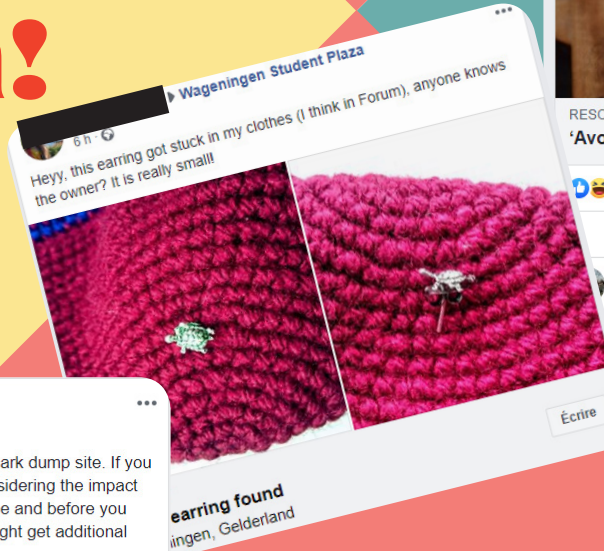 !
Wageningen Student Plaza
6 h
Heyy, this earring got stuck in my clothes (I think in Forum), anyone knows
the owner? It is really small!
RESC
'Avo
Écrire
ark dump site. If you
sidering the impact
e and before you
ght get additional
earring found
ingen, Gelderland